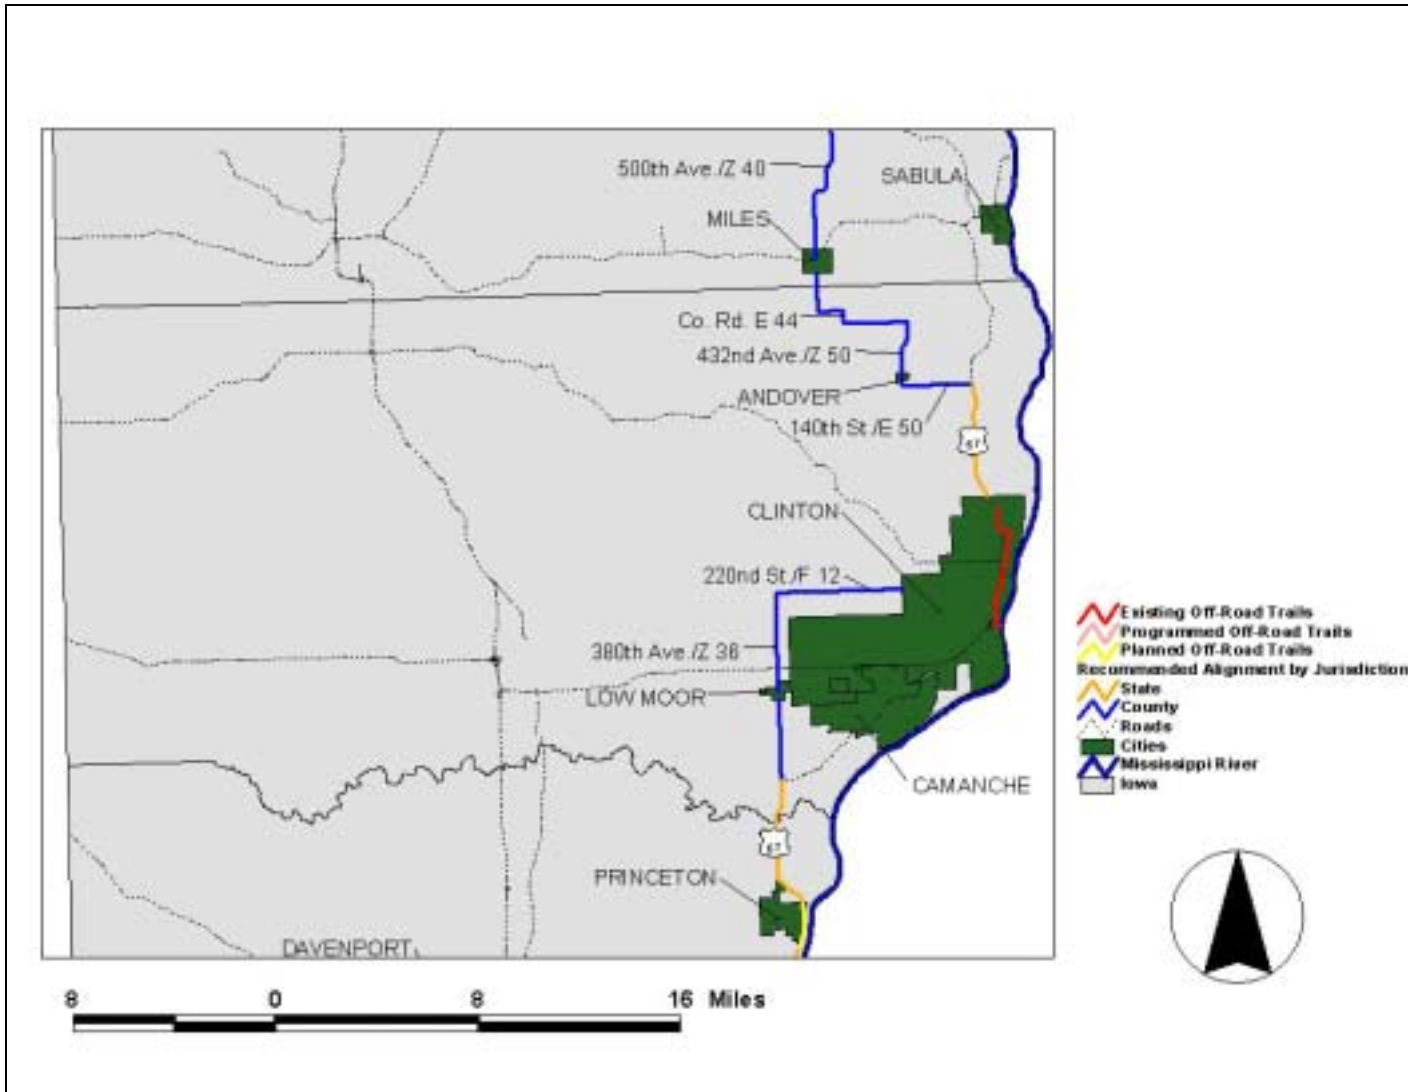 500th Ave./Z 40
SABULA
MILES
Co. Rd. E 44
432nd Ave./Z 50
ANDOVER
140th St./E 50
67
CLINTON
220nd St./F 12
380th Ave./Z 36
LOW MOOR
CAMANCHE
67
PRINCETON
DAVENPORT
Existing Off-Road Trails
Programmed Off-Road Trails
Planned Off-Road Trails
Recommended Alignment by Jurisdiction
State
County
Roads
Cities
Mississippi River
Iowa
8 0 8 16 Miles